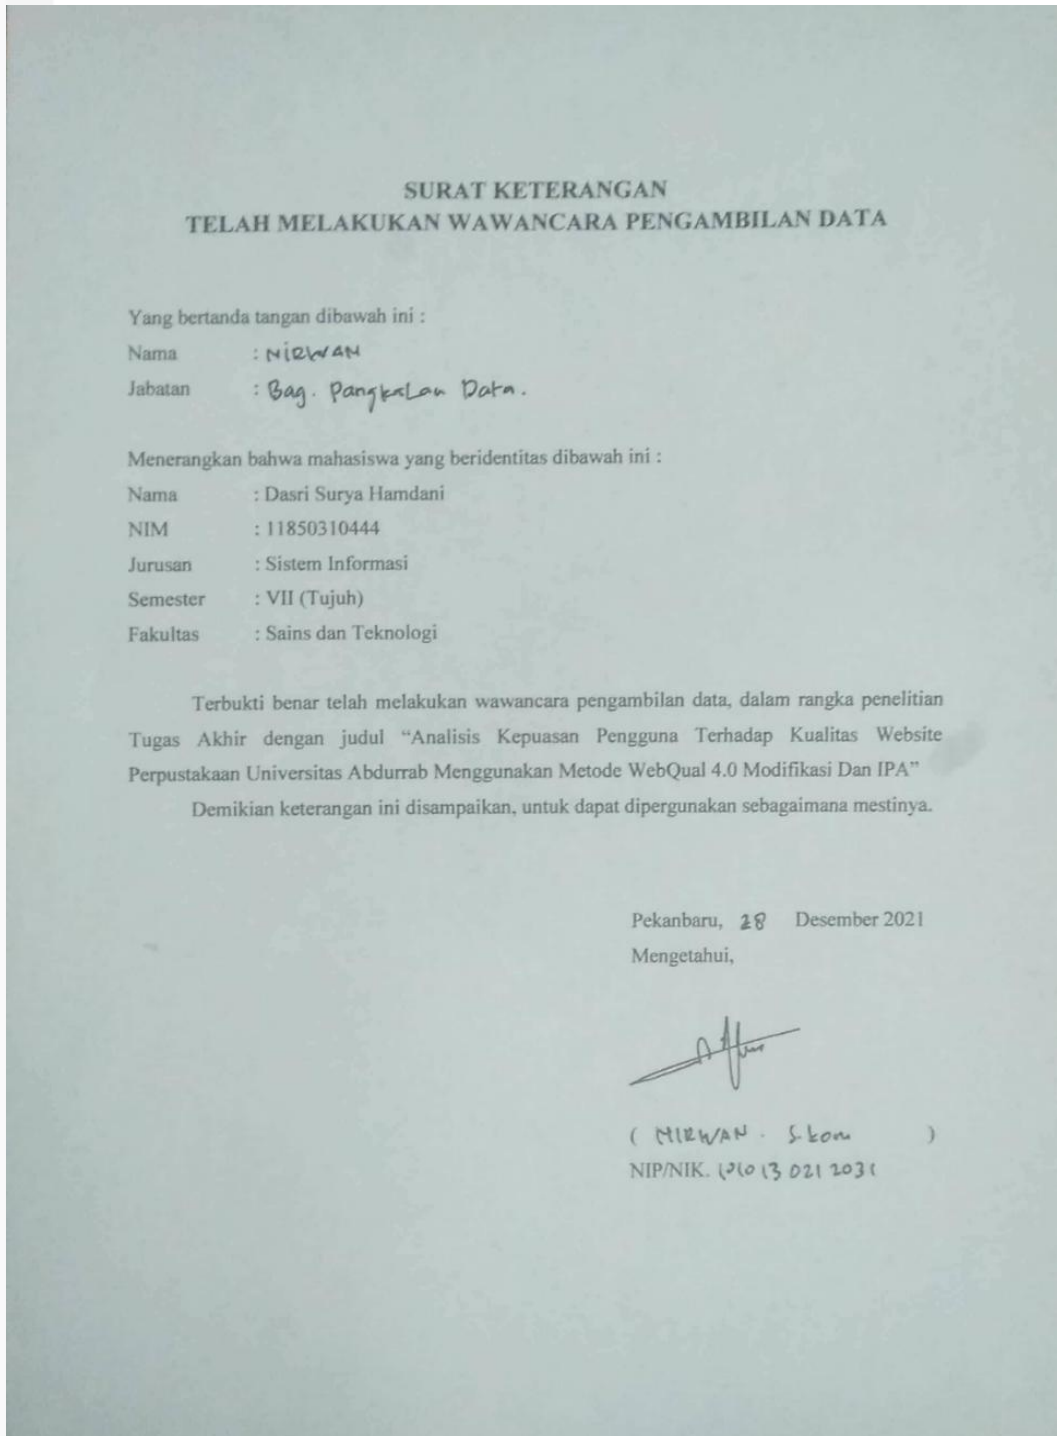 SURAT KETERANGAN
TELAH MELAKUKAN WAWANCARA PENGAMBILAN DATA
Yang bertanda tangan dibawah ini :
Nama : NIRWAN
Jabatan : Bag. Pangkalan Data.
Menerangkan bahwa mahasiswa yang beridentitas dibawah ini :
Nama : Dasri Surya Hamdani
NIM : 11850310444
Jurusan : Sistem Informasi
Semester : VII (Tujuh)
Fakultas : Sains dan Teknologi
Terbukti benar telah melakukan wawancara pengambilan data, dalam rangka penelitian
Tugas Akhir dengan judul “Analisis Kepuasan Pengguna Terhadap Kualitas Website
Perpustakaan Universitas Abdurrab Menggunakan Metode WebQual 4.0 Modifikasi Dan IPA”
Demikian keterangan ini disampaikan, untuk dapat dipergunakan sebagaimana mestinya.
Pekanbaru, 28 Desember 2021
Mengetahui,
( NIRWAN . S.kom )
NIP/NIK.